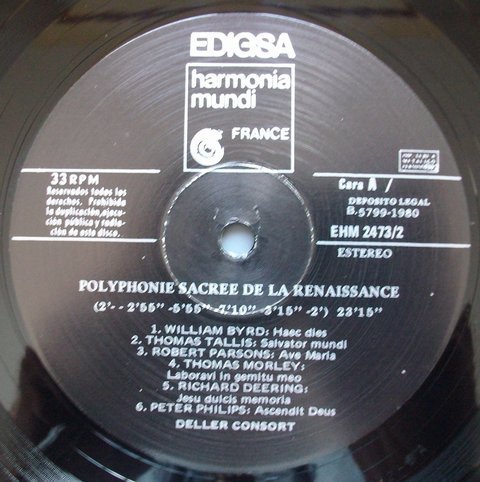 EDIGSA
harmonia
mundi
FRANCE
33 RPM
Reservados todos los
derechos. Prohibida
la duplicación, ejecu-
ción pública y radia-
ción de este disco.
Cara A /
DEPOSITO LEGAL
B.5799-1980
EHM 2473/2
ESTEREO
POLYPHONIE SACREE DE LA RENAISSANCE
(2'- - 2'55" -5'55" -7'10" -3'15" -2') 23'15"
1. WILLIAM BYRD: Haec dies
2. THOMAS TALLIS: Salvator mundi
3. ROBERT PARSONS: Ave Maria
4. THOMAS MORLEY:
Laboravi in gemitu meo
5. RICHARD DEERING:
Jesu dulcis memoria
6. PETER PHILIPS: Ascendit Deus
DELLER CONSORT